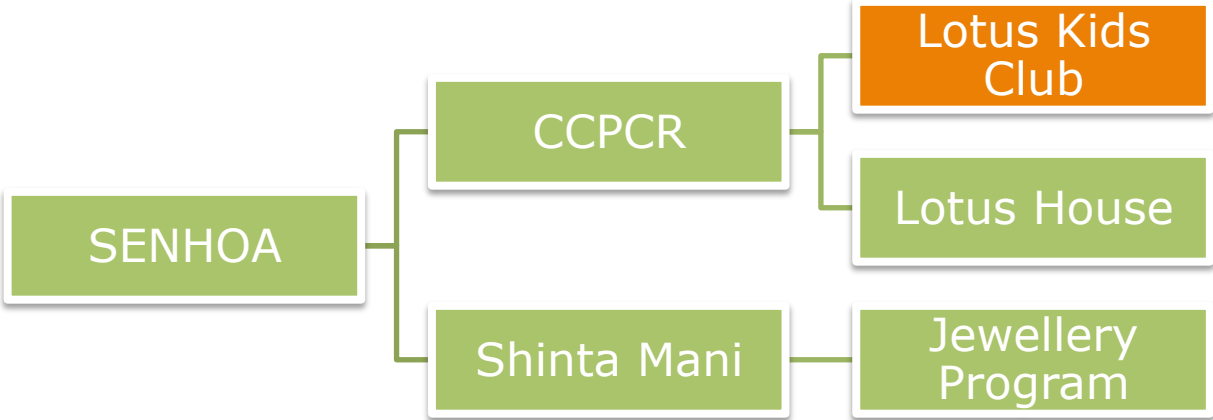 SENHOA
CCPCR
Lotus Kids
Club
Lotus House
Shinta Mani
Jewellery
Program